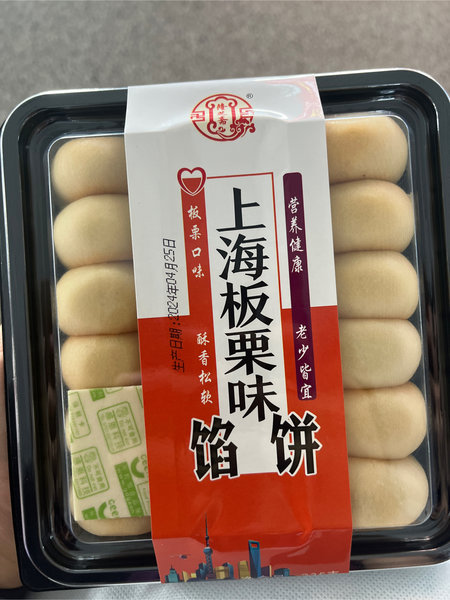 ®
板栗口味
上海板栗味
馅饼
营养健康
老少皆宜
酥香松软
生产日期:2024年04月25日